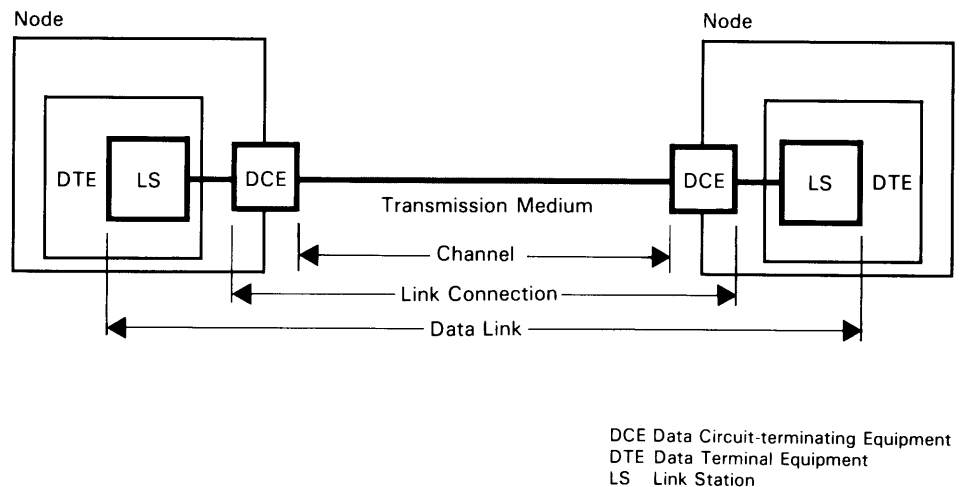 Node
Node
DTE
LS
DCE
DCE
LS
DTE
Transmission Medium
Channel
Link Connection
Data Link
DCE Data Circuit-terminating Equipment
DTE Data Terminal Equipment
LS Link Station